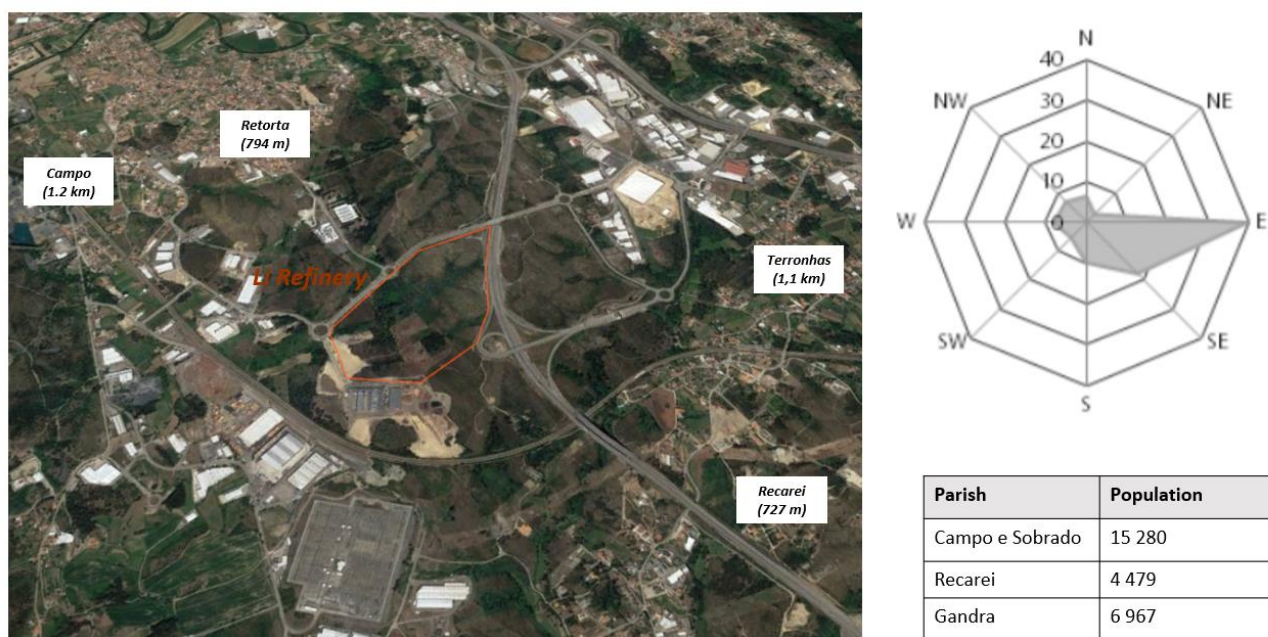 Retorta
(794 m)
Campo
(1.2 km)
Li Refinery
Terronhas
(1,1 km)
Recarei
(727 m)
N
40
NW
NE
30
20
10
W
0
E
SW
SE
S
Parish Population
Campo e Sobrado 15 280
Recarei 4 479
Gandra 6 967